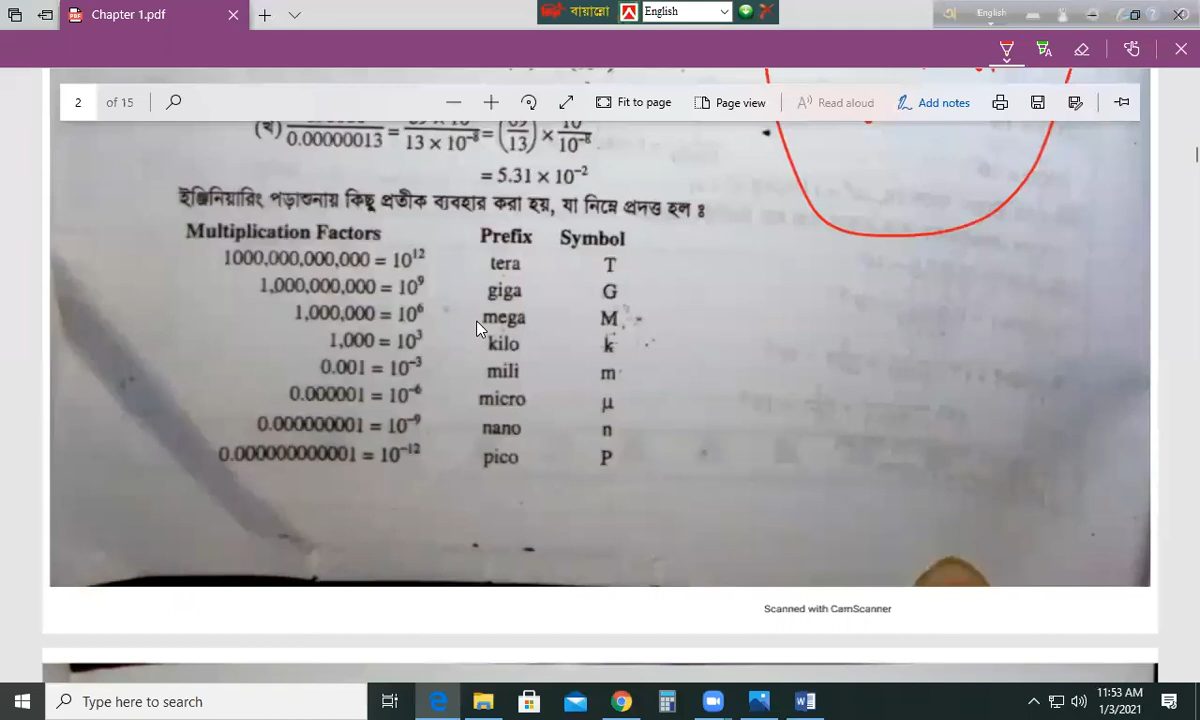 Chapter 1.pdf
বায়ান্নো
English
English
2 of 15
Fit to page
Page view
Read aloud
Add notes
0.00000013 = 13 × 10⁻⁸ = (13) × 10⁻⁸
= 5.31 × 10⁻²
ইঞ্জিনিয়ারিং পড়াশুনায় কিছু প্রতীক ব্যবহার করা হয়, যা নিম্নে প্রদত্ত হল ঃ
Multiplication Factors Prefix Symbol
1000,000,000,000 = 10¹² tera T
1,000,000,000 = 10⁹ giga G
1,000,000 = 10⁶ mega M
1,000 = 10³ kilo k
0.001 = 10⁻³ mili m
0.000001 = 10⁻⁶ micro μ
0.000000001 = 10⁻⁹ nano n
0.000000000001 = 10⁻¹² pico P
Scanned with CamScanner
Type here to search
11:53 AM
1/3/2021